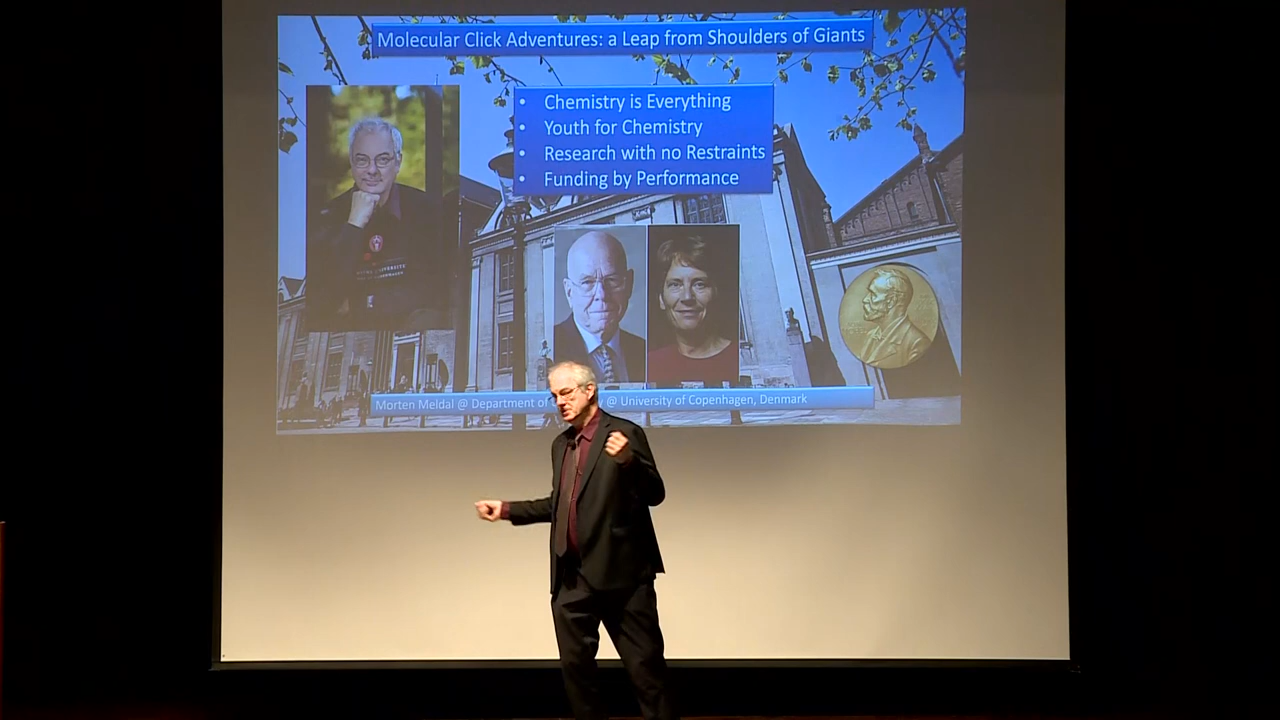 Molecular Click Adventures: a Leap from Shoulders of Giants
• Chemistry is Everything
• Youth for Chemistry
• Research with no Restraints
• Funding by Performance
Morten Meldal @ Department of @ University of Copenhagen, Denmark